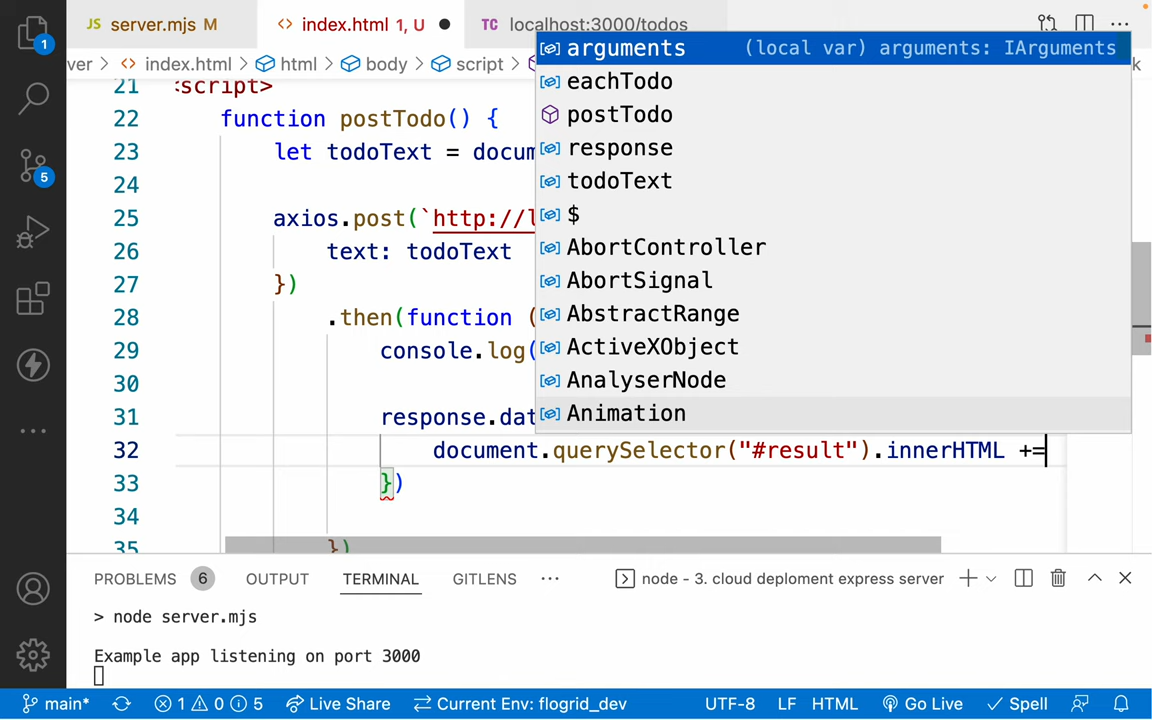 JS server.mjs M
<> index.html 1, U ●
TC localhost:3000/todos
ver > <> index.html > html > body > script >
k
21 <script>
22 function postTodo() {
23 let todoText = docum
24
25 axios.post(`http://l
26 text: todoText
27 })
28 .then(function (
29 console.log(
30
31 response.dat
32 document.querySelector("#result").innerHTML +=
33 })
34
35 })
arguments (local var) arguments: IArguments
eachTodo
postTodo
response
todoText
$
AbortController
AbortSignal
AbstractRange
ActiveXObject
AnalyserNode
Animation
1
5
PROBLEMS 6 OUTPUT TERMINAL GITLENS ... node - 3. cloud deploment express server
> node server.mjs
Example app listening on port 3000
main* 1 0 5 Live Share Current Env: flogrid_dev UTF-8 LF HTML Go Live Spell